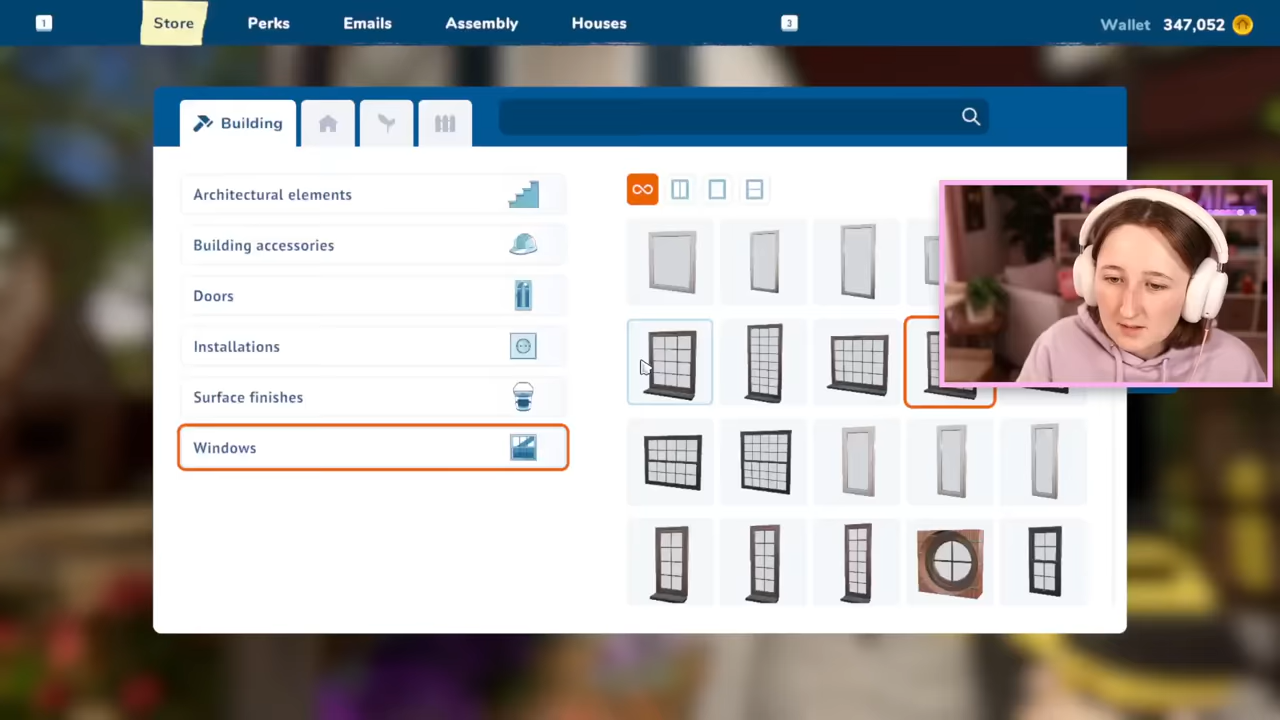 1 Store Perks Emails Assembly Houses 3 Wallet 347,052
Building
Architectural elements
Building accessories
Doors
Installations
Surface finishes
Windows